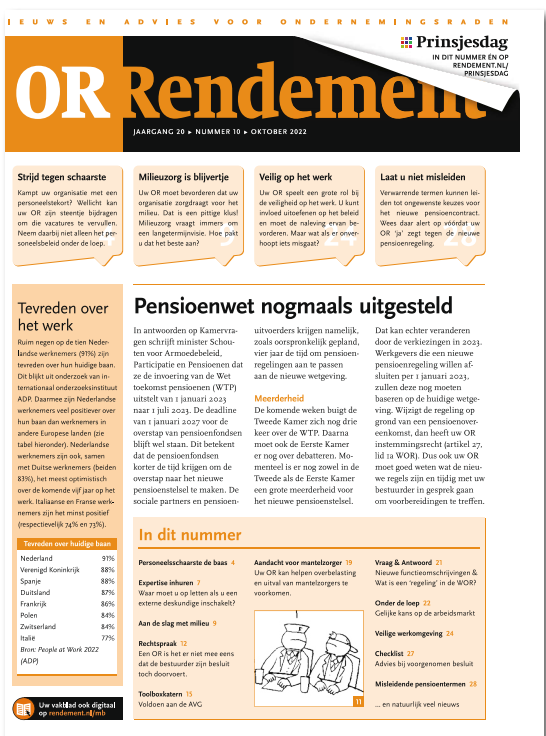 IEUWS EN ADVIES VOOR ONDERNEMINGSRADEN
Prinsjesdag
IN DIT NUMMER ÉN OP
RENDEMENT.NL/
PRINSJESDAG
OR Rendement
JAARGANG 20 ▸ NUMMER 10 ▸ OKTOBER 2022
Strijd tegen schaarste
Kampt uw organisatie met een
personeelstekort? Wellicht kan
uw OR zijn steentje bijdragen
om die vacatures te vervullen.
Neem daarbij niet alleen het per-
soneelsbeleid onder de loep.
Milieuzorg is blijvertje
Uw OR moet bevorderen dat uw
organisatie zorgdraagt voor het
milieu. Dat is een pittige klus!
Milieuzorg vraagt immers om
een langetermijnvisie. Hoe pakt
u dat het beste aan?
9
Veilig op het werk
Uw OR speelt een grote rol bij
de veiligheid op het werk. U kunt
invloed uitoefenen op het beleid
en moet de naleving ervan be-
vorderen. Maar wat als er onver-
hoopt iets misgaat?
24
Laat u niet misleiden
Verwarrende termen kunnen lei-
den tot ongewenste keuzes voor
het nieuwe pensioencontract.
Wees daar alert op vóórdat uw
OR 'ja' zegt tegen de nieuwe
pensioenregeling.
28
Tevreden over
het werk
Ruim negen op de tien Neder-
landse werknemers (91%) zijn
tevreden over hun huidige baan.
Dit blijkt uit onderzoek van in-
ternationaal onderzoeksinstituut
ADP. Daarmee zijn Nederlandse
werknemers veel positiever over
hun baan dan werknemers in
andere Europese landen (zie
tabel hieronder). Nederlandse
werknemers zijn ook, samen
met Duitse werknemers (beiden
83%), het meest optimistisch
over de komende vijf jaar op het
werk. Italiaanse en Franse werk-
nemers zijn het minst positief
(respectievelijk 74% en 73%).
Tevreden over huidige baan
Nederland 91%
Verenigd Koninkrijk 88%
Spanje 88%
Duitsland 87%
Frankrijk 86%
Polen 84%
Zwitserland 84%
Italië 77%
Bron: People at Work 2022
(ADP)
Uw vakblad ook digitaal
op rendement.nl/mb
Pensioenwet nogmaals uitgesteld
In antwoorden op Kamervra-
gen schrijft minister Schou-
ten voor Armoedebeleid,
Participatie en Pensioenen dat
ze de invoering van de Wet
toekomst pensioenen (WTP)
uitstelt van 1 januari 2023
naar 1 juli 2023. De deadline
van 1 januari 2027 voor de
overstap van pensioenfondsen
blijft wel staan. Dit betekent
dat de pensioenfondsen
korter de tijd krijgen om de
overstap naar het nieuwe
pensioenstelsel te maken. De
sociale partners en pensioen-
uitvoerders krijgen namelijk,
zoals oorspronkelijk gepland,
vier jaar de tijd om pensioen-
regelingen aan te passen
aan de nieuwe wetgeving.
Meerderheid
De komende weken buigt de
Tweede Kamer zich nog drie
keer over de WTP. Daarna
moet ook de Eerste Kamer
er nog over debatteren. Mo-
menteel is er nog zowel in de
Tweede als de Eerste Kamer
een grote meerderheid voor
het nieuwe pensioenstelsel.
Dat kan echter veranderen
door de verkiezingen in 2023.
Werkgevers die een nieuwe
pensioenregeling willen af-
sluiten per 1 januari 2023,
zullen deze nog moeten
baseren op de huidige wetge-
ving. Wijzigt de regeling op
grond van een pensioenover-
eenkomst, dan heeft uw OR
instemmingsrecht (artikel 27,
lid 1a WOR). Dus ook uw OR
moet goed weten wat de nieu-
we regels zijn en tijdig met uw
bestuurder in gesprek gaan
om voorbereidingen te treffen.
In dit nummer
Personeelsschaarste de baas 4
Expertise inhuren 7
Waar moet u op letten als u een
externe deskundige inschakelt?
Aan de slag met milieu 9
Rechtspraak 12
Een OR is het er niet mee eens
dat de bestuurder zijn besluit
toch doorvoert.
Toolboxkatern 15
Voldoen aan de AVG
Aandacht voor mantelzorger 19
Uw OR kan helpen overbelasting
en uitval van mantelzorgers te
voorkomen.
11
Vraag & Antwoord 21
Nieuwe functieomschrijvingen &
Wat is een 'regeling' in de WOR?
Onder de loep 22
Gelijke kans op de arbeidsmarkt
Veilige werkomgeving 24
Checklist 27
Advies bij voorgenomen besluit
Misleidende pensioentermen 28
... en natuurlijk veel nieuws